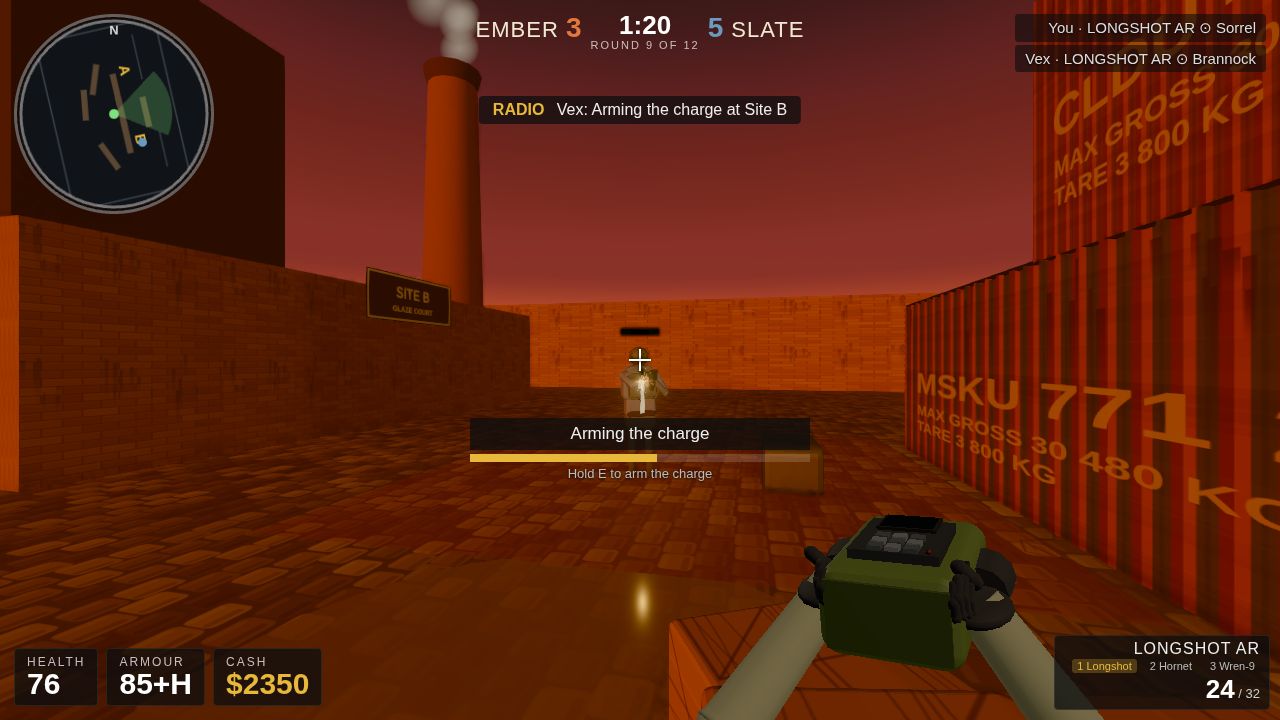 N
A
B
EMBER 3 1:20 5 SLATE
ROUND 9 OF 12
You · LONGSHOT AR ⊙ Sorrel
Vex · LONGSHOT AR ⊙ Brannock
RADIO Vex: Arming the charge at Site B
MAX GROSS
TARE 3 800 KG
SITE B
GLAZE COURT
MSKU 771
MAX GROSS 30 480 KG
TARE 3 800 KG
Arming the charge
Hold E to arm the charge
HEALTH
76
ARMOUR
85+H
CASH
$2350
LONGSHOT AR
1 Longshot 2 Hornet 3 Wren-9
24 / 32